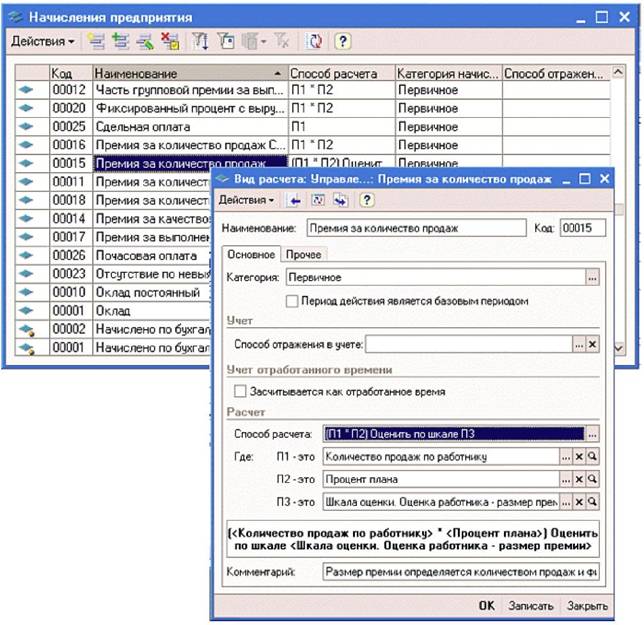 Начисления предприятия
Действия
Код Наименование Способ расчета Категория начис... Способ отражен...
00012 Часть групповой премии за вып... П1 * П2 Первичное
00020 Фиксированный процент с выру... П1 * П2 Первичное
00025 Сдельная оплата П1 Первичное
00016 Премия за количество продаж С... П1 * П2 Первичное
00015 Премия за количество продаж (П1 * П2) Оценит Первичное
00011 Премия за количест
00018 Премия за количест
00014 Премия за качество
00017 Премия за выполнен
00026 Почасовая оплата
00023 Отсутствие по невы
00010 Оклад постоянный
00001 Оклад
00002 Начислено по бухгал
00001 Начислено по бухгал
Вид расчета: Управле...: Премия за количество продаж
Действия
Наименование: Премия за количество продаж Код: 00015
Основное Прочее
Категория: Первичное ...
Период действия является базовым периодом
Учет
Способ отражения в учете: ...
Учет отработанного времени
Засчитывается как отработанное время
Расчет
Способ расчета: (П1 * П2) Оценить по шкале П3 ...
Где: П1 - это Количество продаж по работнику ...
П2 - это Процент плана ...
П3 - это Шкала оценки. Оценка работника - размер прем ...
(<Количество продаж по работнику> * <Процент плана>) Оценить
по шкале <Шкала оценки. Оценка работника - размер премии>
Комментарий: Размер премии определяется количеством продаж и фи
OK Записать Закрыть